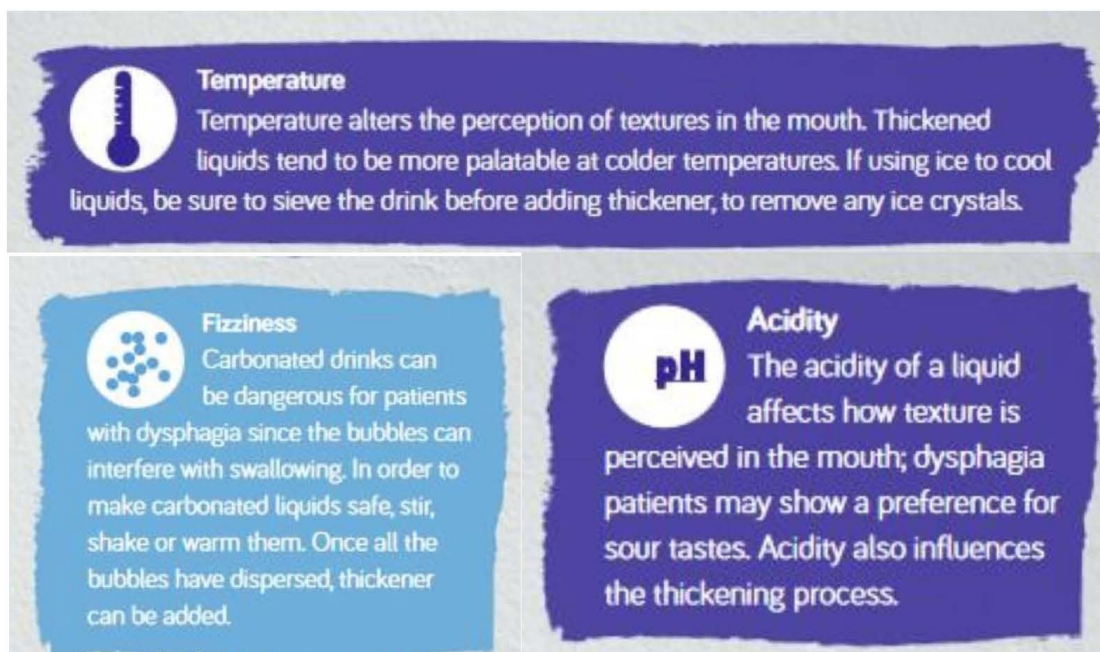 Temperature
Temperature alters the perception of textures in the mouth. Thickened
liquids tend to be more palatable at colder temperatures. If using ice to cool
liquids, be sure to sieve the drink before adding thickener, to remove any ice crystals.
Fizziness
Carbonated drinks can
be dangerous for patients
with dysphagia since the bubbles can
interfere with swallowing. In order to
make carbonated liquids safe, stir,
shake or warm them. Once all the
bubbles have dispersed, thickener
can be added.
pH
Acidity
The acidity of a liquid
affects how texture is
perceived in the mouth; dysphagia
patients may show a preference for
sour tastes. Acidity also influences
the thickening process.